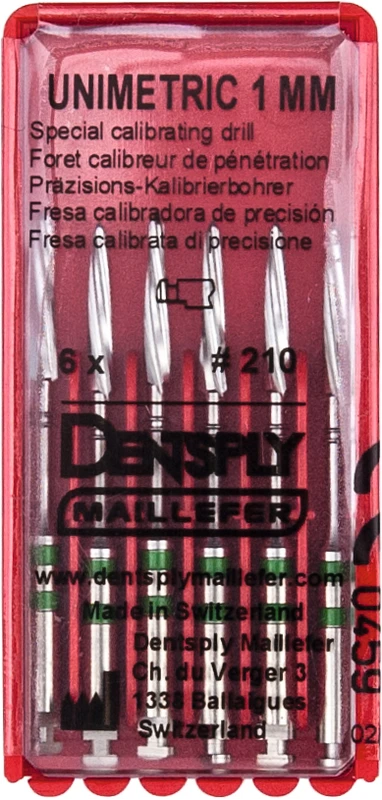 UNIMETRIC 1 MM
Special calibrating drill
Foret calibreur de pénétration
Präzisions-Kalibrierbohrer
Fresa calibradora de precisión
Fresa calibrata di precisione
6 x # 210
DENTSPLY
MAILLEFER
www.dentsplymaillefer.com
Made in Switzerland
Dentsply Maillefer
Ch. du Verger 3
1338 Ballaigues
Switzerland
0459
02